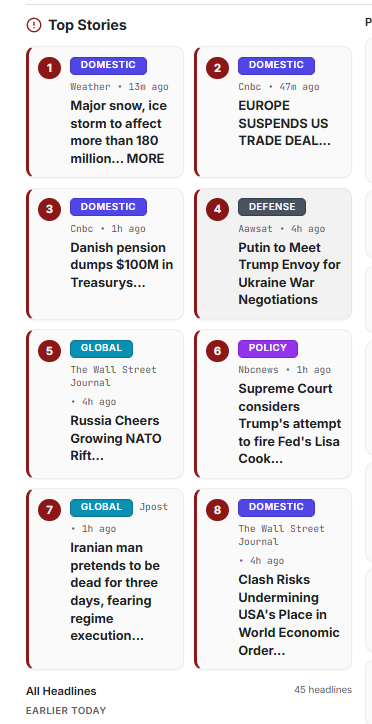 Top Stories
P
1 DOMESTIC
Weather • 13m ago
Major snow, ice
storm to affect
more than 180
million... MORE
2 DOMESTIC
Cnbc • 47m ago
EUROPE
SUSPENDS US
TRADE DEAL...
3 DOMESTIC
Cnbc • 1h ago
Danish pension
dumps $100M in
Treasurys...
4 DEFENSE
Aawsat • 4h ago
Putin to Meet
Trump Envoy for
Ukraine War
Negotiations
5 GLOBAL
The Wall Street
Journal
• 4h ago
Russia Cheers
Growing NATO
Rift...
6 POLICY
Nbcnews • 1h ago
Supreme Court
considers
Trump's attempt
to fire Fed's Lisa
Cook...
7 GLOBAL Jpost
• 1h ago
Iranian man
pretends to be
dead for three
days, fearing
regime
execution...
8 DOMESTIC
The Wall Street
Journal
• 4h ago
Clash Risks
Undermining
USA's Place in
World Economic
Order...
All Headlines 45 headlines
EARLIER TODAY